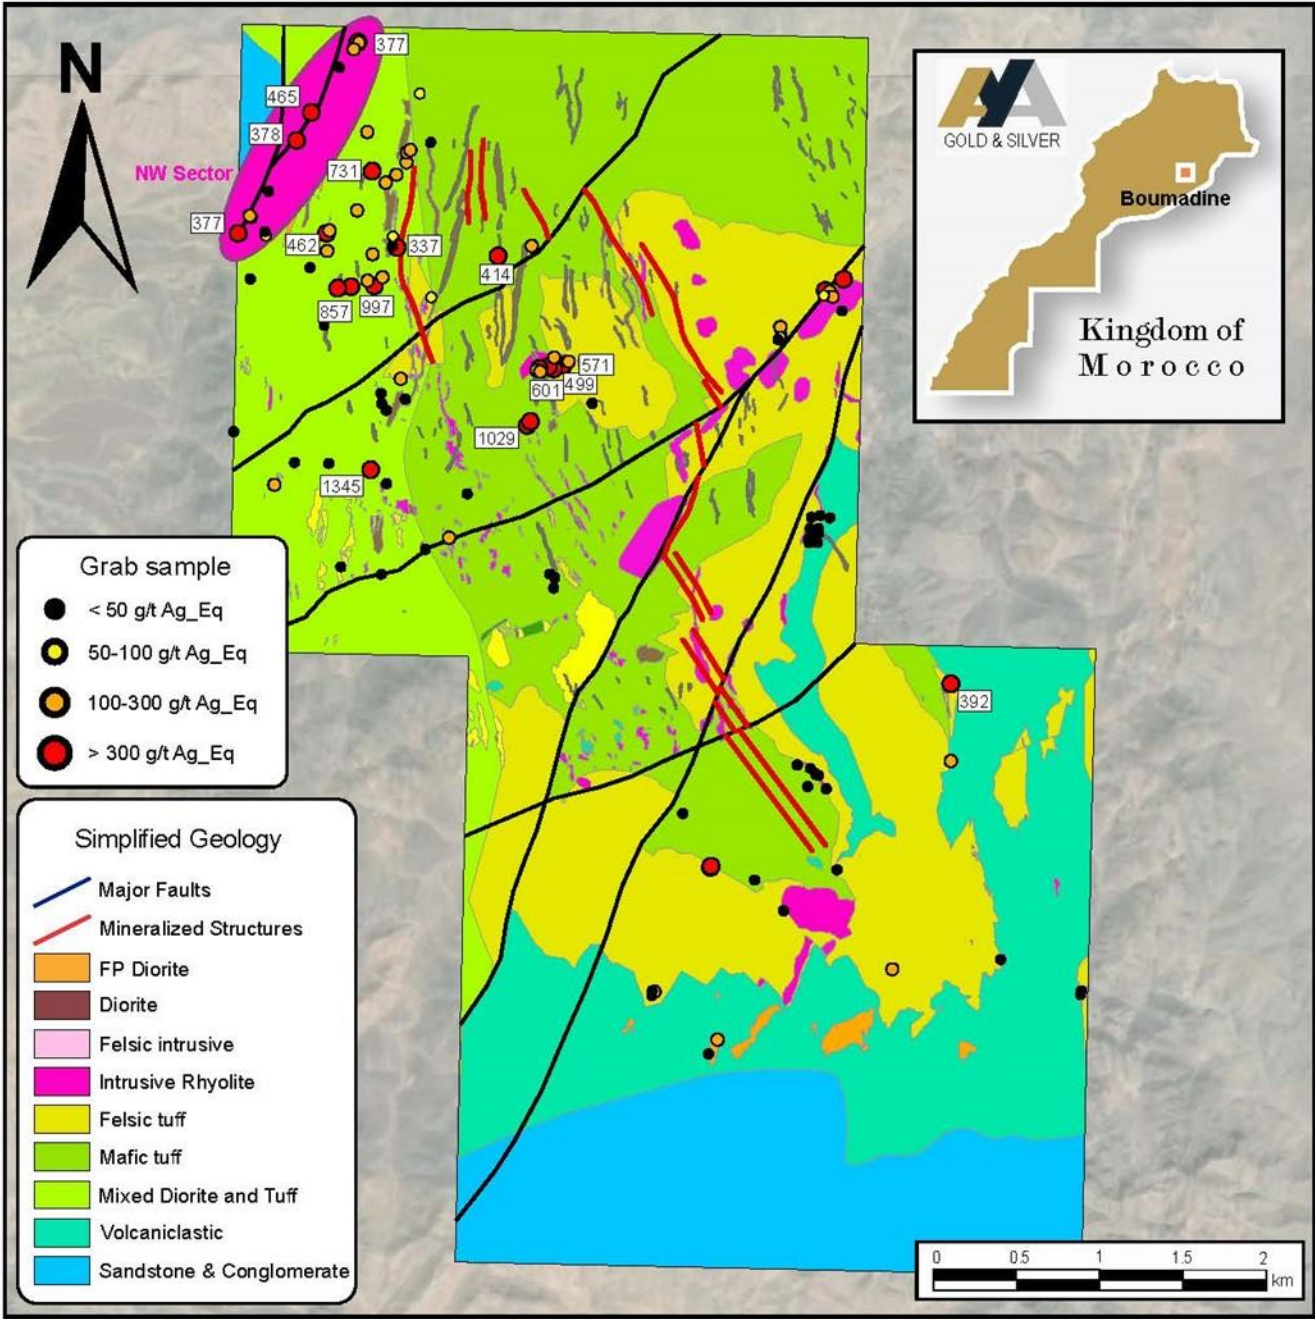 N
377
465
378
NW Sector
731
377
462
337
414
857
997
571
601
499
1029
1345
392
AYA
GOLD & SILVER
Boumadine
Kingdom of
Morocco
Grab sample
< 50 g/t Ag_Eq
50-100 g/t Ag_Eq
100-300 g/t Ag_Eq
> 300 g/t Ag_Eq
Simplified Geology
Major Faults
Mineralized Structures
FP Diorite
Diorite
Felsic intrusive
Intrusive Rhyolite
Felsic tuff
Mafic tuff
Mixed Diorite and Tuff
Volcaniclastic
Sandstone & Conglomerate
0 0.5 1 1.5 2
km